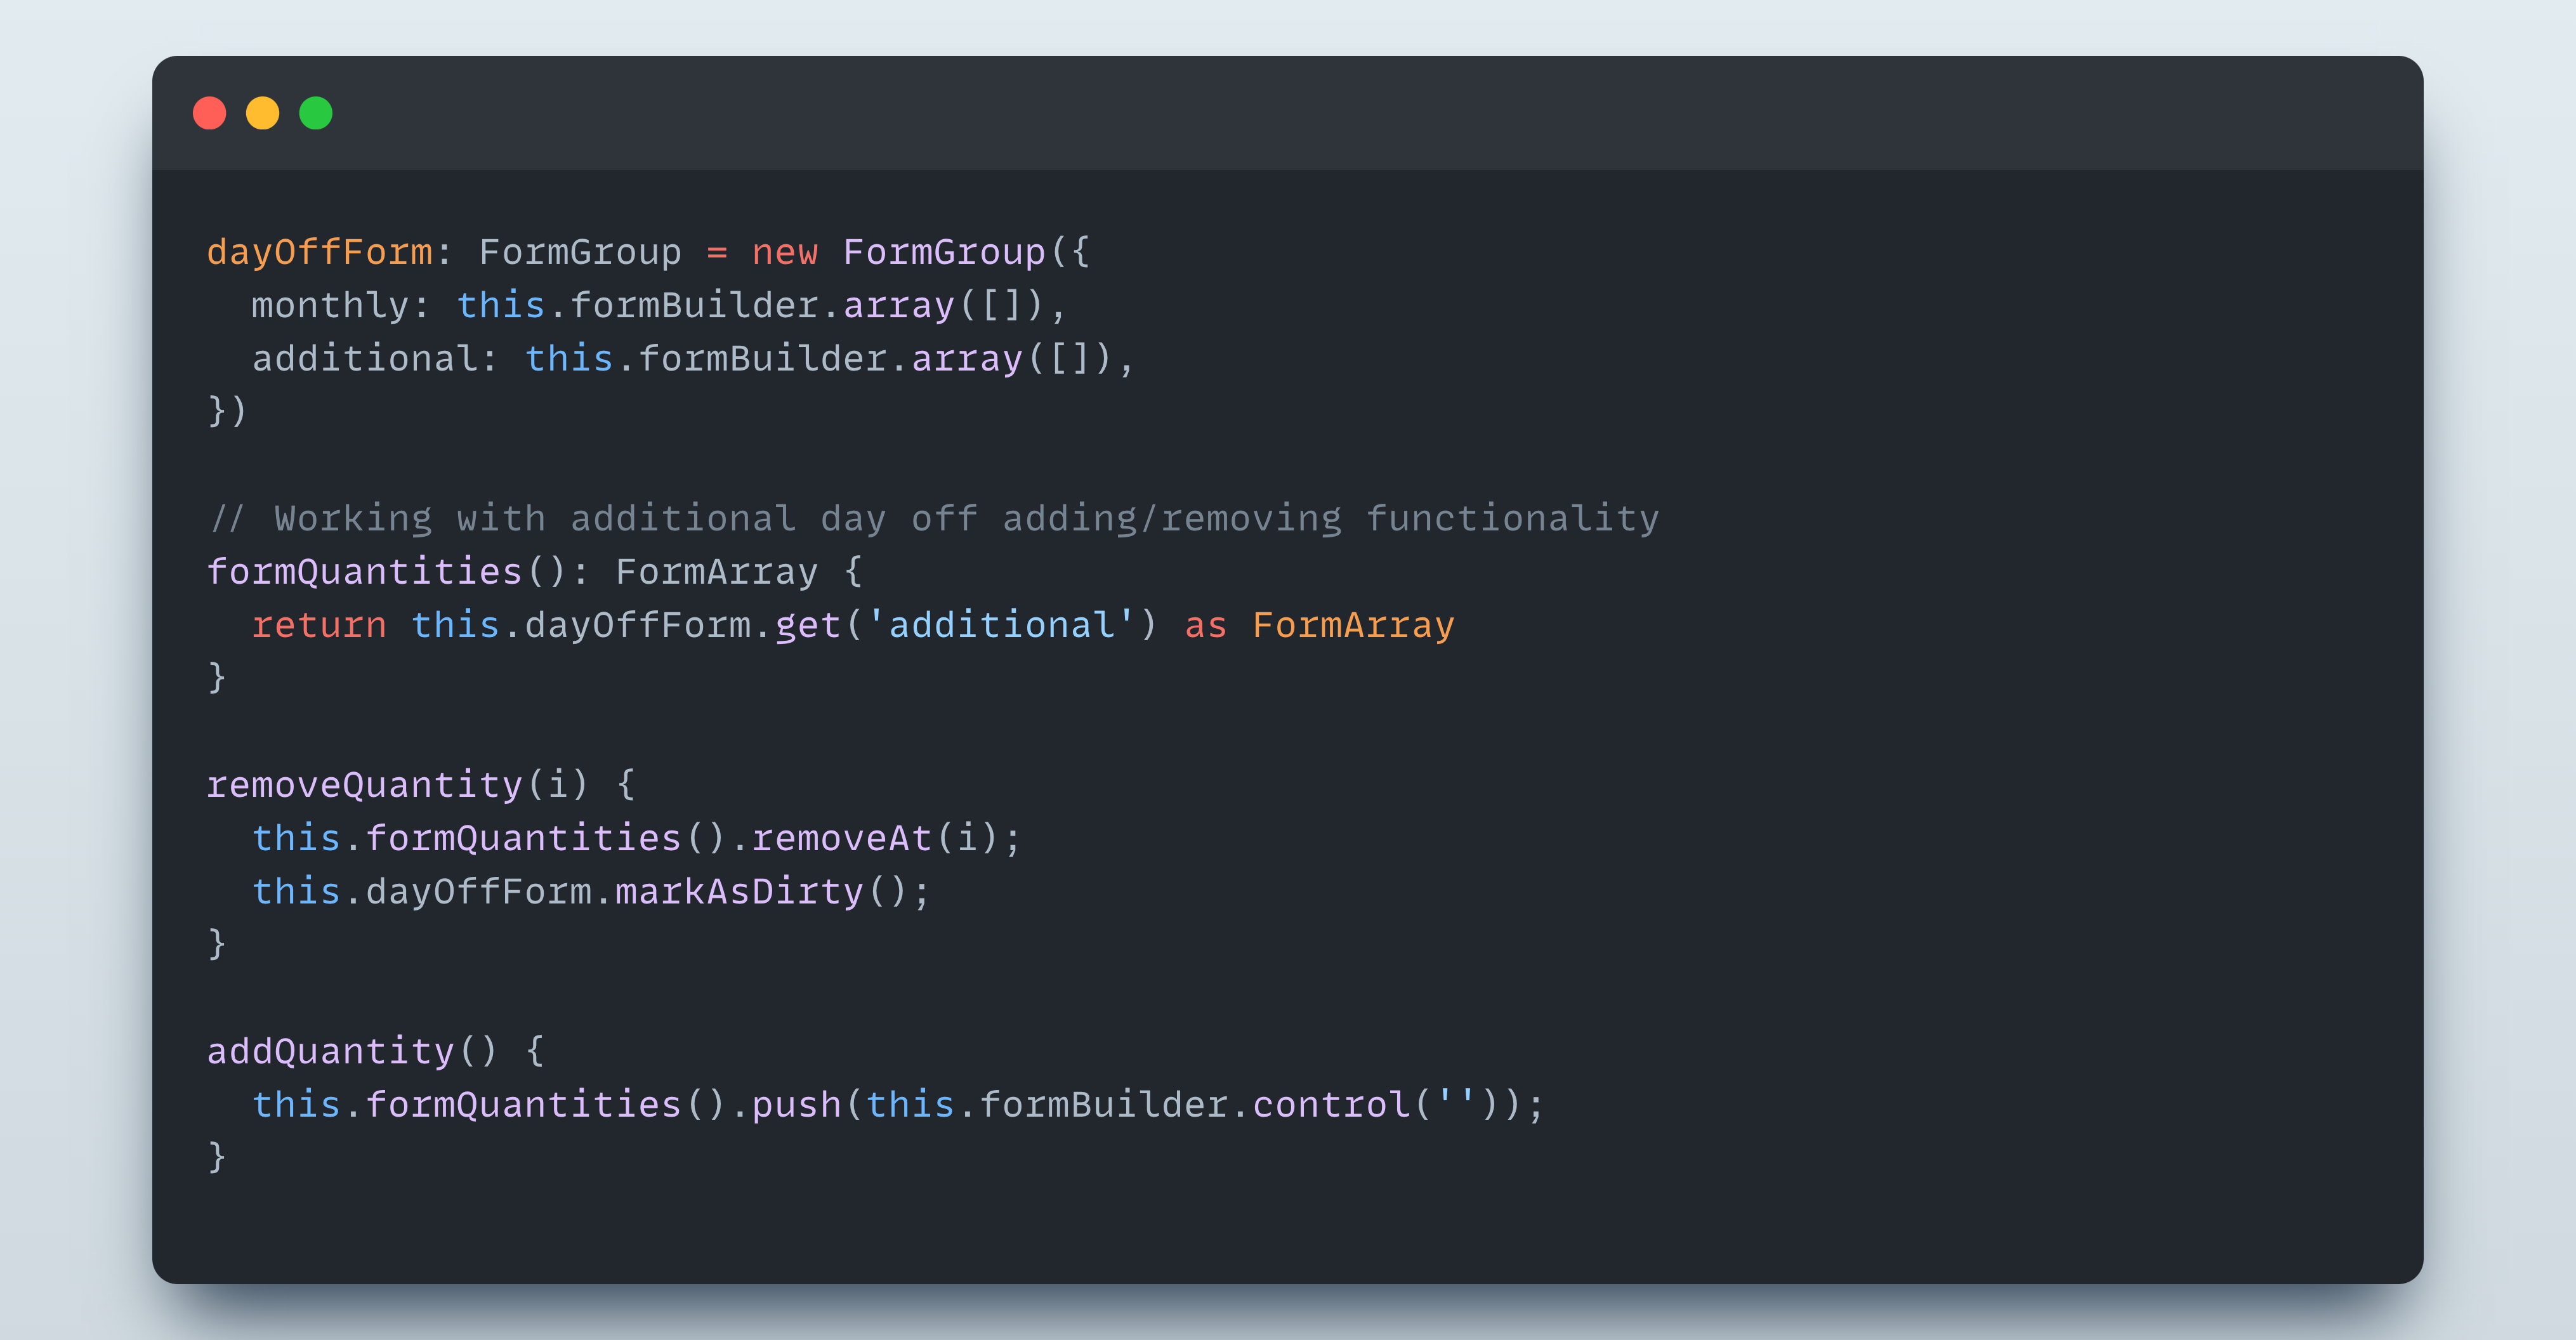 dayOffForm: FormGroup = new FormGroup({
  monthly: this.formBuilder.array([]),
  additional: this.formBuilder.array([]),
})

// Working with additional day off adding/removing functionality
formQuantities(): FormArray {
  return this.dayOffForm.get('additional') as FormArray
}

removeQuantity(i) {
  this.formQuantities().removeAt(i);
  this.dayOffForm.markAsDirty();
}

addQuantity() {
  this.formQuantities().push(this.formBuilder.control(''));
}